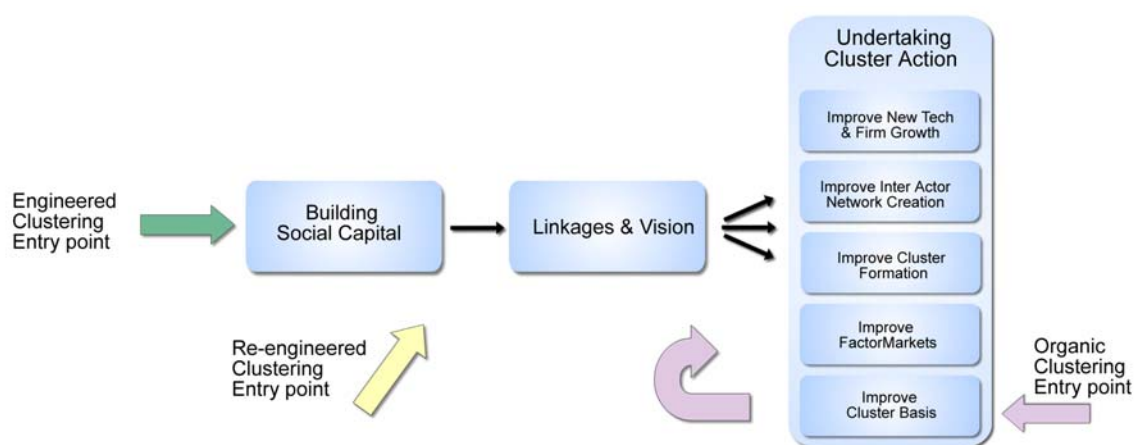 Engineered
Clustering
Entry point
Building
Social Capital
Re-engineered
Clustering
Entry point
Linkages & Vision
Undertaking
Cluster Action
Improve New Tech
& Firm Growth
Improve Inter Actor
Network Creation
Improve Cluster
Formation
Improve
FactorMarkets
Improve
Cluster Basis
Organic
Clustering
Entry point